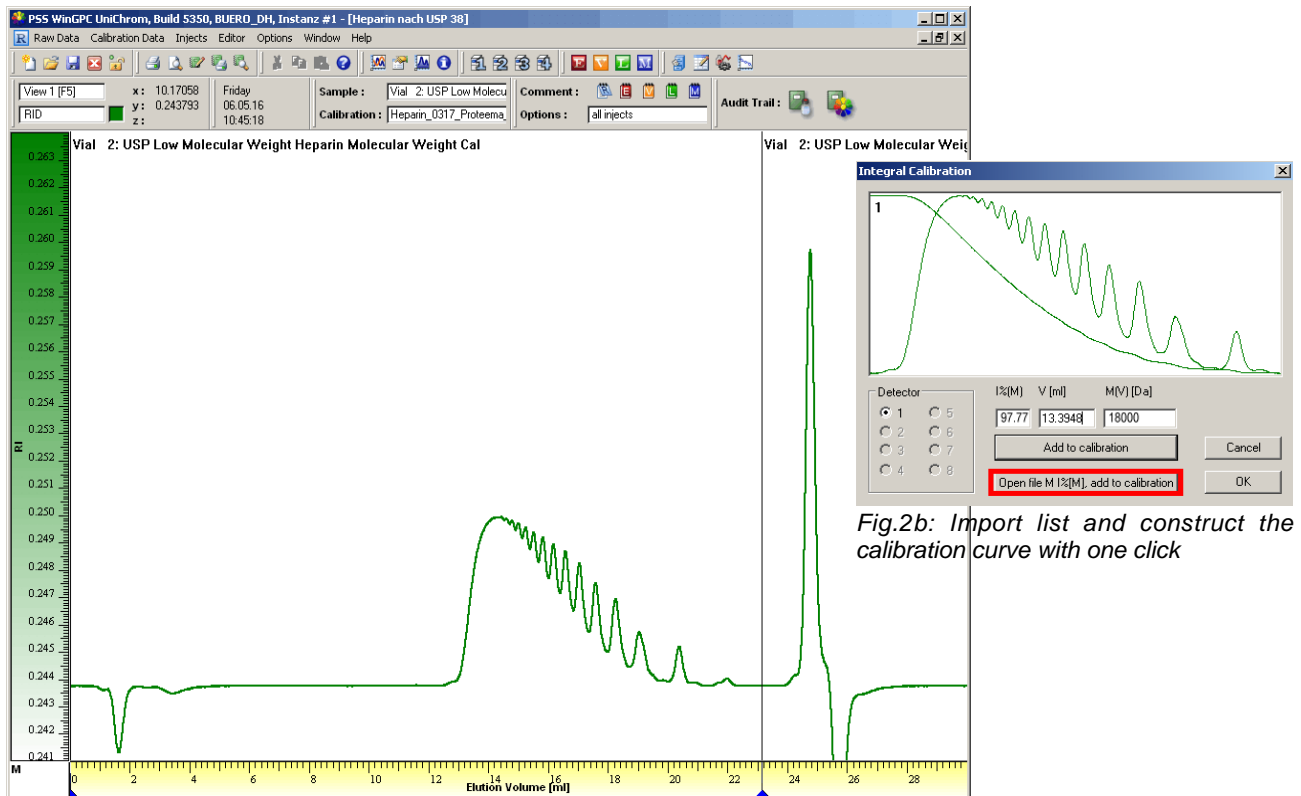 PSS WinGPC UniChrom, Build 5350, BUERO_DH, Instanz #1 - [Heparin nach USP 38]
R Raw Data Calibration Data Injects Editor Options Window Help
View 1 [F5] x: 10.17058 Friday Sample : Vial 2: USP Low Molecu Comment :
y: 0.243793 06.05.16 Audit Trail :
RID z: 10:45:18 Calibration : Heparin_0317_Proteema_ Options : all injects
Vial 2: USP Low Molecular Weight Heparin Molecular Weight Cal
Vial 2: USP Low Molecular Weig
0.263
0.262
0.261
0.260
0.259
0.258
0.257
0.256
0.255
0.254
0.253
0.252
0.251
0.250
0.249
0.248
0.247
0.246
0.245
0.244
0.243
0.242
0.241
RI
M
0 2 4 6 8 10 12 14 16 18 20 22 24 26 28
Elution Volume [ml]
Integral Calibration
1
Detector I%(M) V [ml] M(V) [Da]
1 5 97.77 13.3948 18000
2 6
3 7 Add to calibration Cancel
4 8 Open file M I%[M], add to calibration OK
Fig.2b: Import list and construct the
calibration curve with one click